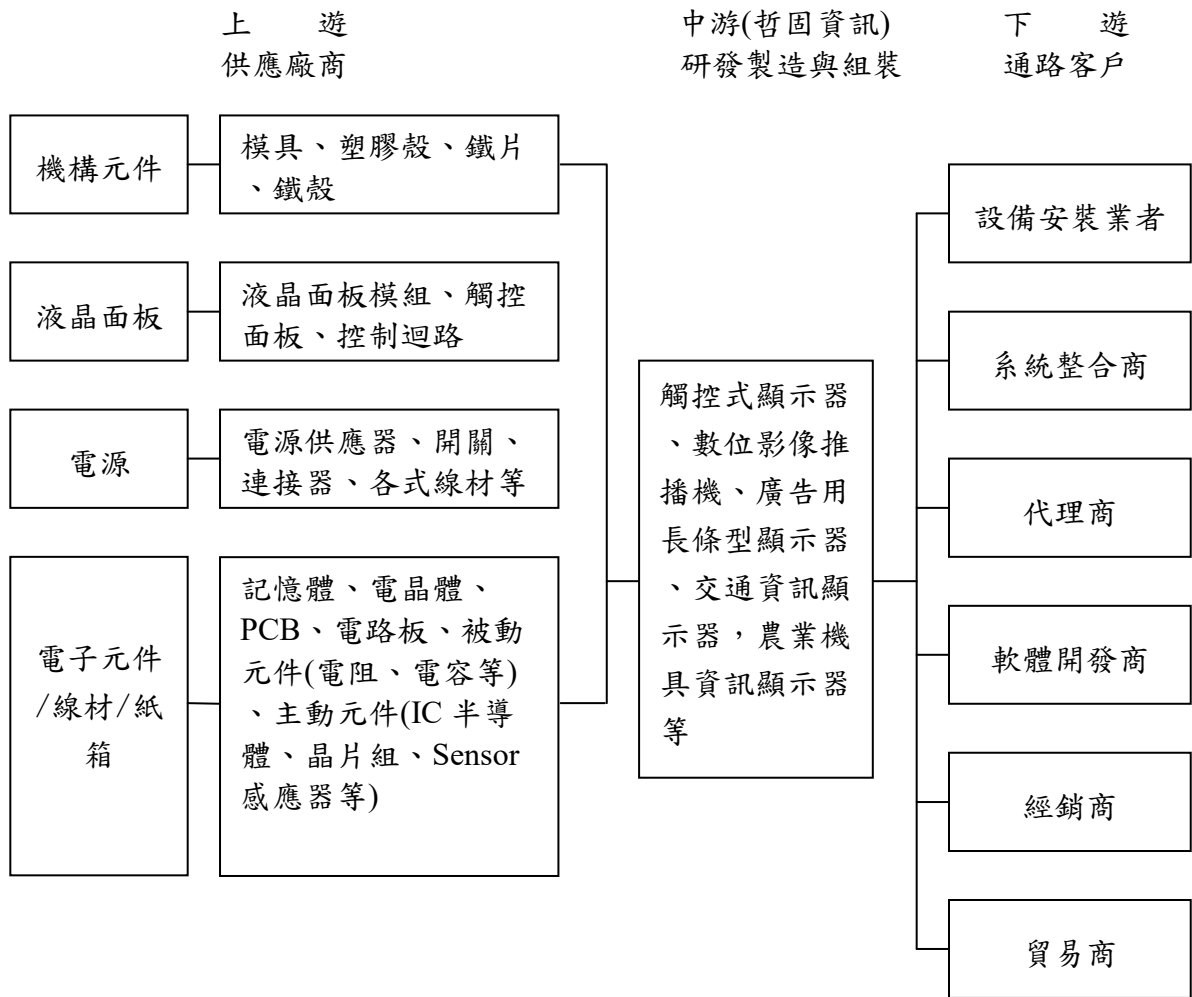 上　遊
供應廠商
中游(哲固資訊)
研發製造與組裝
下　遊
通路客戶
機構元件
模具、塑膠殼、鐵片
、鐵殼
液晶面板
液晶面板模組、觸控
面板、控制迴路
電源
電源供應器、開關、
連接器、各式線材等
電子元件
/線材/紙
箱
記憶體、電晶體、
PCB、電路板、被動
元件(電阻、電容等)
、主動元件(IC 半導
體、晶片組、Sensor
感應器等)
觸控式顯示器
、數位影像推
播機、廣告用
長條型顯示器
、交通資訊顯
示器，農業機
具資訊顯示器
等
設備安裝業者
系統整合商
代理商
軟體開發商
經銷商
貿易商